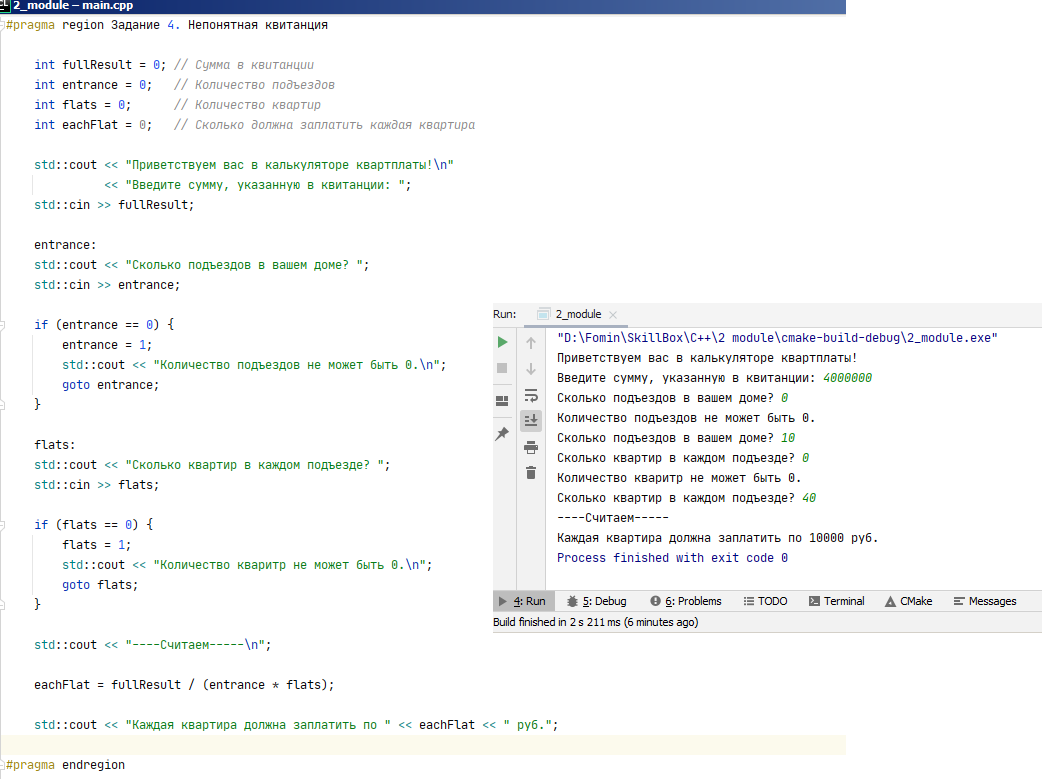 2_module – main.cpp
#pragma region Задание 4. Непонятная квитанция
int fullResult = 0; // Сумма в квитанции
int entrance = 0; // Количество подъездов
int flats = 0; // Количество квартир
int eachFlat = 0; // Сколько должна заплатить каждая квартира
std::cout << "Приветствуем вас в калькуляторе квартплаты!\n"
<< "Введите сумму, указанную в квитанции: ";
std::cin >> fullResult;
entrance:
std::cout << "Сколько подъездов в вашем доме? ";
std::cin >> entrance;
if (entrance == 0) {
entrance = 1;
std::cout << "Количество подъездов не может быть 0.\n";
goto entrance;
}
flats:
std::cout << "Сколько квартир в каждом подъезде? ";
std::cin >> flats;
if (flats == 0) {
flats = 1;
std::cout << "Количество кваритр не может быть 0.\n";
goto flats;
}
std::cout << "----Считаем-----\n";
eachFlat = fullResult / (entrance * flats);
std::cout << "Каждая квартира должна заплатить по " << eachFlat << " руб.";
#pragma endregion
Run: 2_module
"D:\Fomin\SkillBox\C++\2 module\cmake-build-debug\2_module.exe"
Приветствуем вас в калькуляторе квартплаты!
Введите сумму, указанную в квитанции: 4000000
Сколько подъездов в вашем доме? 0
Количество подъездов не может быть 0.
Сколько подъездов в вашем доме? 10
Сколько квартир в каждом подъезде? 0
Количество кваритр не может быть 0.
Сколько квартир в каждом подъезде? 40
----Считаем-----
Каждая квартира должна заплатить по 10000 руб.
Process finished with exit code 0
4: Run 5: Debug 6: Problems TODO Terminal CMake Messages
Build finished in 2 s 211 ms (6 minutes ago)